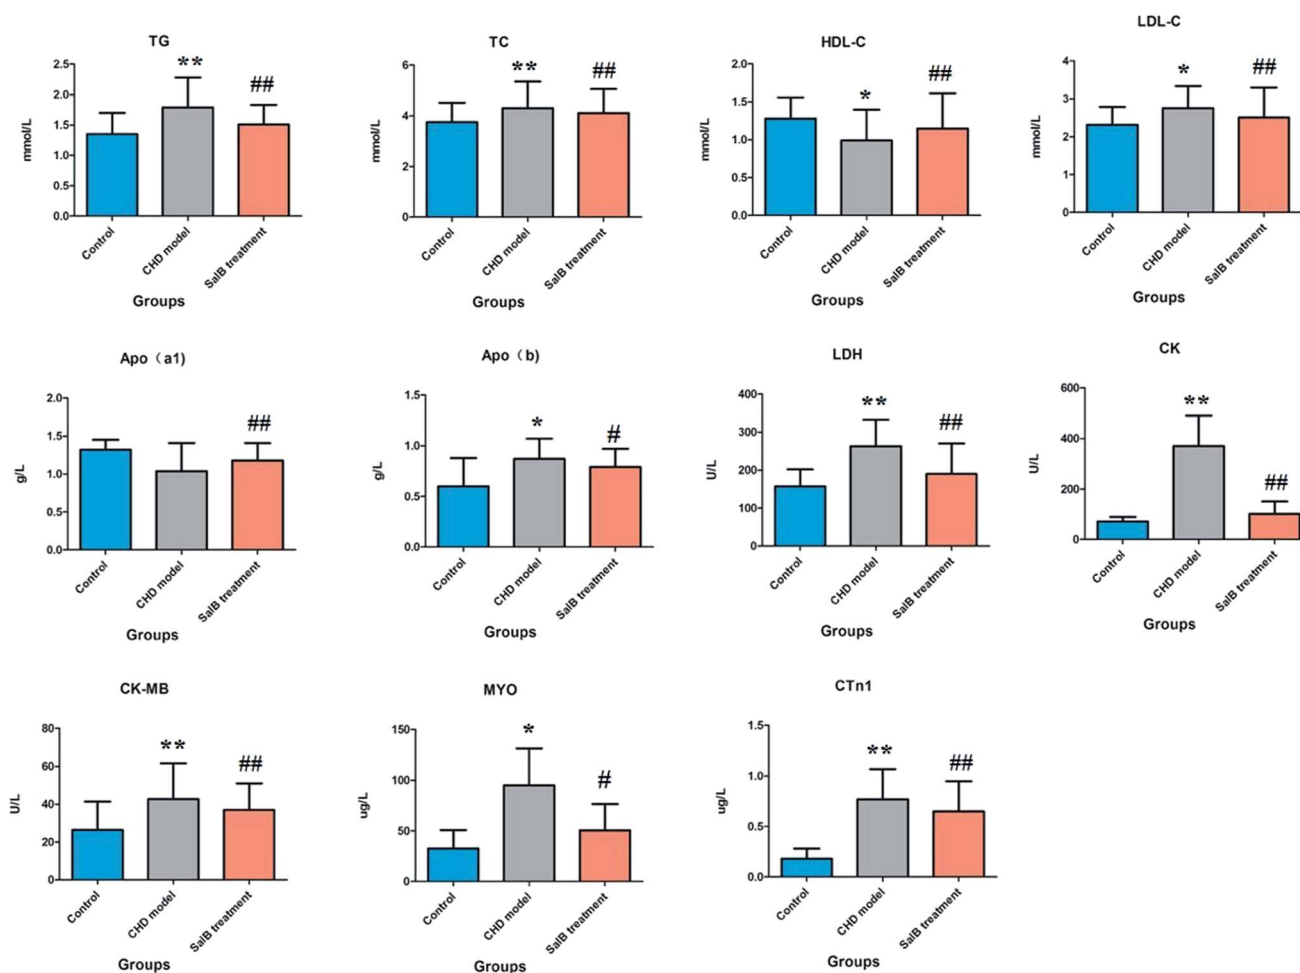 TG
**
##
mmol/L
2.5
2.0
1.5
1.0
0.5
0.0
Control
CHD model
SalB treatment
Groups
TC
**
##
mmol/L
6
4
2
0
Control
CHD model
SalB treatment
Groups
HDL-C
*
##
mmol/L
2.0
1.5
1.0
0.5
0.0
Control
CHD model
SalB treatment
Groups
LDL-C
*
##
mmol/L
4
3
2
1
0
Control
CHD model
SalB treatment
Groups
Apo（a1)
##
g/L
2.0
1.5
1.0
0.5
0.0
Control
CHD model
SalB treatment
Groups
Apo（b)
*
#
g/L
1.5
1.0
0.5
0.0
Control
CHD model
SalB treatment
Groups
LDH
**
##
U/L
400
300
200
100
0
Control
CHD model
SalB treatment
Groups
CK
**
##
U/L
600
400
200
0
Control
CHD model
SalB treatment
Groups
CK-MB
**
##
U/L
80
60
40
20
0
Control
CHD model
SalB treatment
Groups
MYO
*
#
ug/L
150
100
50
0
Control
CHD model
SalB treatment
Groups
CTn1
**
##
ug/L
1.5
1.0
0.5
0.0
Control
CHD model
SalB treatment
Groups